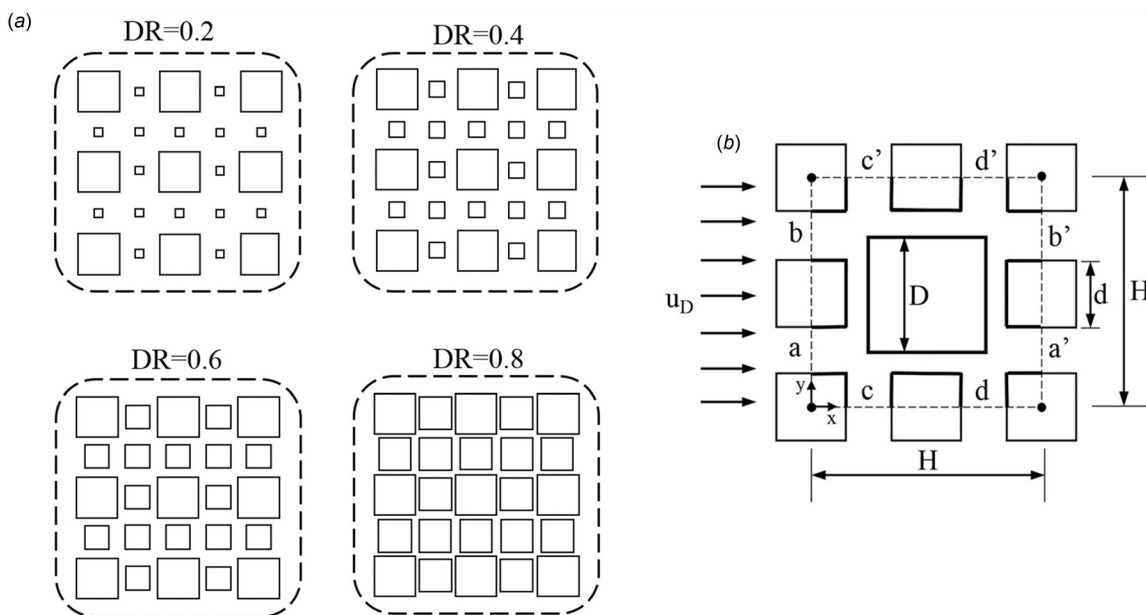 (a)
DR=0.2
DR=0.4
DR=0.6
DR=0.8
(b)
c'
d'
b
b'
u_D
D
d
H
a
a'
y
x
c
d
H